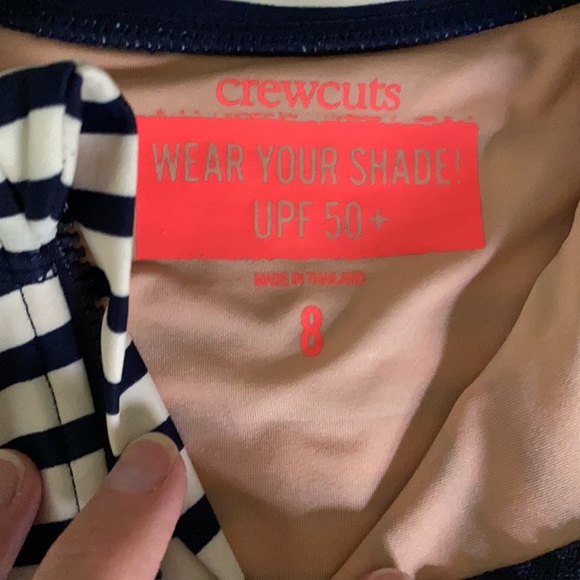 crewcuts
WEAR YOUR SHADE!
UPF 50+
MADE IN THAILAND
8